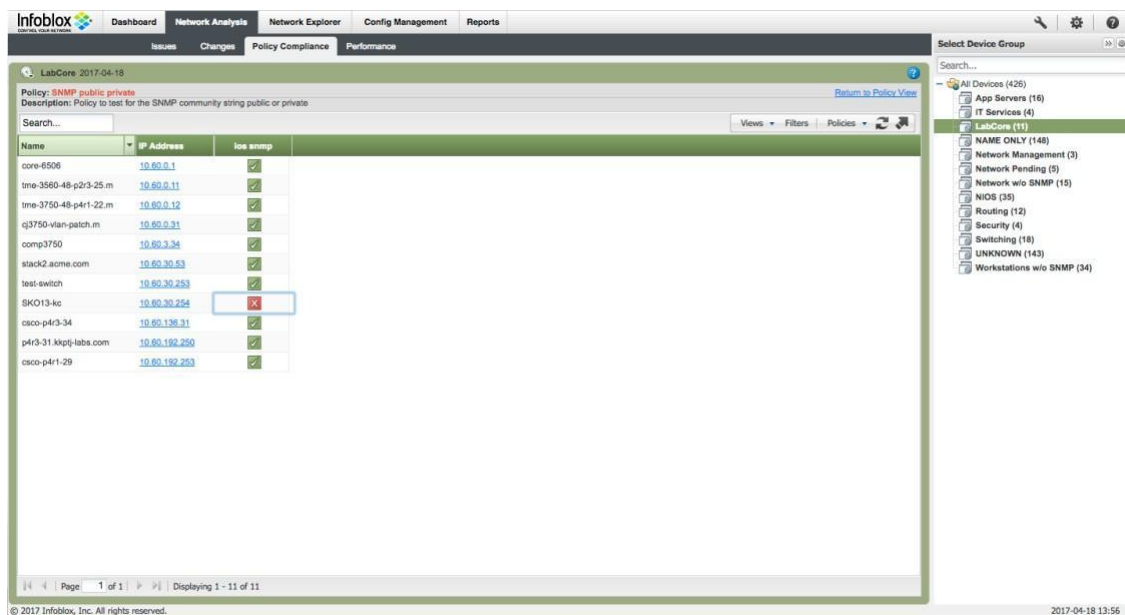 Infoblox
CONTROL YOUR NETWORK
Dashboard Network Analysis Network Explorer Config Management Reports
Issues Changes Policy Compliance Performance
LabCore 2017-04-18
Policy: SNMP public private
Return to Policy View
Description: Policy to test for the SNMP community string public or private
Search...
Views Filters Policies
Name IP Address ios snmp
core-6506 10.60.0.1
tme-3560-48-p2r3-25.m 10.60.0.11
tme-3750-48-p4r1-22.m 10.60.0.12
cj3750-vlan-patch.m 10.60.0.31
comp3750 10.60.3.34
stack2.acme.com 10.60.30.53
test-switch 10.60.30.253
SKO13-kc 10.60.30.254
csco-p4r3-34 10.60.136.31
p4r3-31.kkptj-labs.com 10.60.192.250
csco-p4r1-29 10.60.192.253
Page 1 of 1 Displaying 1 - 11 of 11
Select Device Group
Search...
All Devices (426)
App Servers (16)
IT Services (4)
LabCore (11)
NAME ONLY (148)
Network Management (3)
Network Pending (5)
Network w/o SNMP (15)
NIOS (35)
Routing (12)
Security (4)
Switching (18)
UNKNOWN (143)
Workstations w/o SNMP (34)
© 2017 Infoblox, Inc. All rights reserved.
2017-04-18 13:56